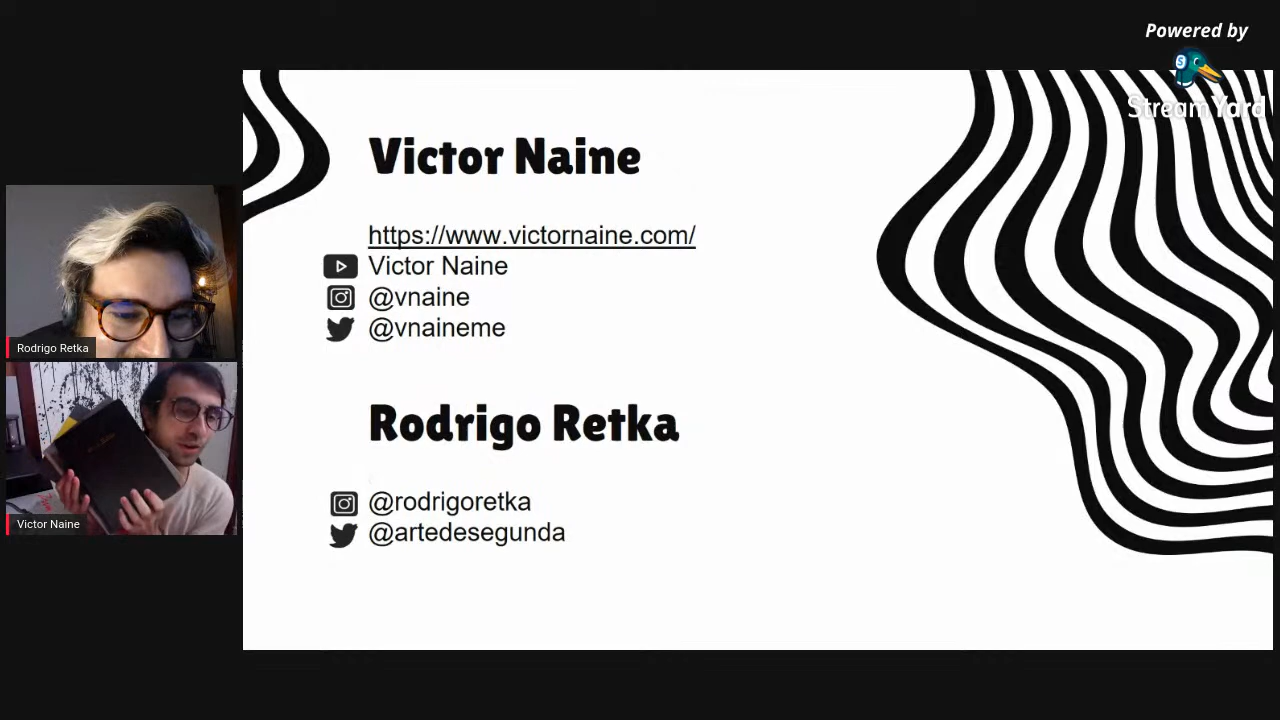 Powered by
StreamYard
Victor Naine
https://www.victornaine.com/
Victor Naine
@vnaine
@vnaineme
Rodrigo Retka
@rodrigoretka
@artedesegunda
Rodrigo Retka
Victor Naine